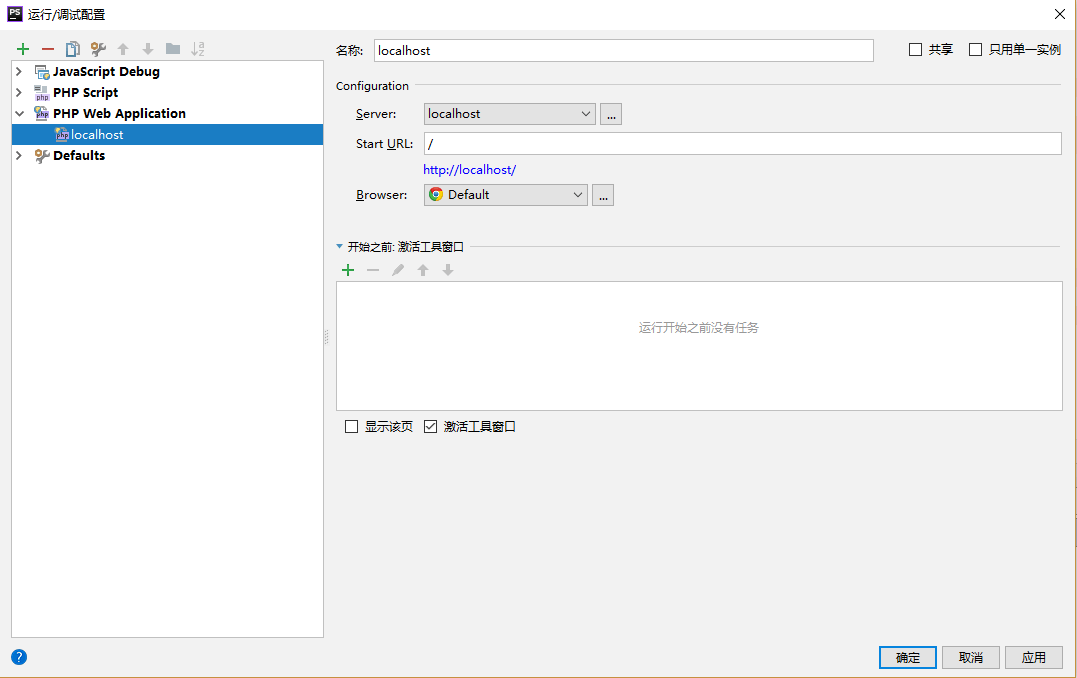 PS 运行/调试配置
JavaScript Debug
PHP Script
PHP Web Application
localhost
Defaults
名称: localhost 共享 只用单一实例
Configuration
Server: localhost ...
Start URL: /
http://localhost/
Browser: Default ...
开始之前: 激活工具窗口
运行开始之前没有任务
显示该页 激活工具窗口
? 确定 取消 应用